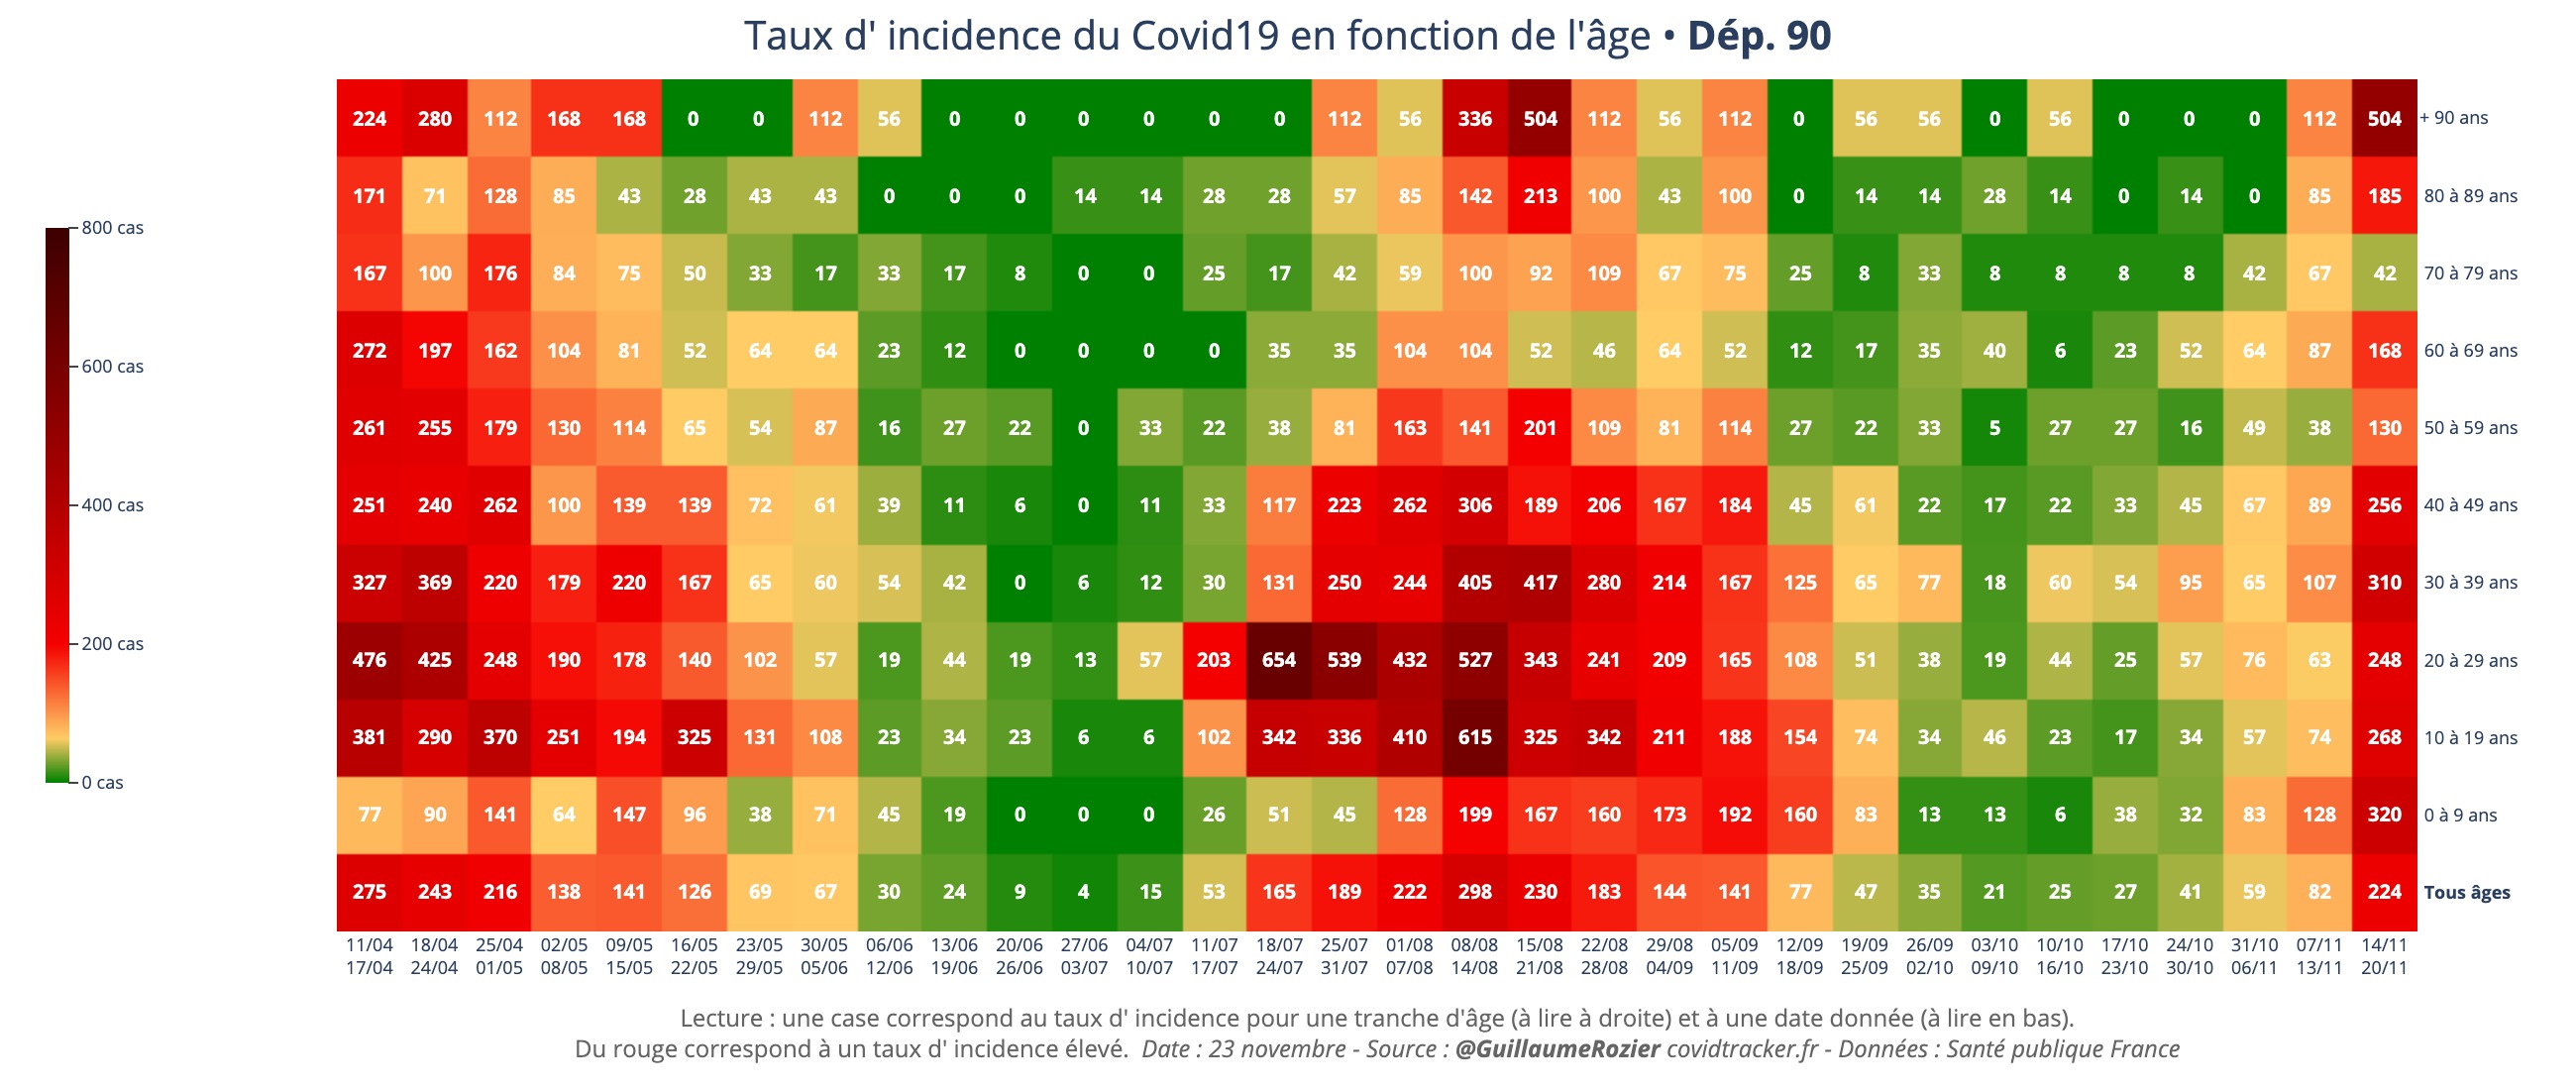 Taux d' incidence du Covid19 en fonction de l'âge • Dép. 90
224 280 112 168 168 0 0 112 56 0 0 0 0 0 0 112 56 336 504 112 56 112 0 56 56 0 56 0 0 0 112 504 + 90 ans
171 71 128 85 43 28 43 43 0 0 0 14 14 28 28 57 85 142 213 100 43 100 0 14 14 28 14 0 14 0 85 185 80 à 89 ans
800 cas
167 100 176 84 75 50 33 17 33 17 8 0 0 25 17 42 59 100 92 109 67 75 25 8 33 8 8 8 8 42 67 42 70 à 79 ans
272 197 162 104 81 52 64 64 23 12 0 0 0 0 35 35 104 104 52 46 64 52 12 17 35 40 6 23 52 64 87 168 60 à 69 ans
600 cas
261 255 179 130 114 65 54 87 16 27 22 0 33 22 38 81 163 141 201 109 81 114 27 22 33 5 27 27 16 49 38 130 50 à 59 ans
400 cas
251 240 262 100 139 139 72 61 39 11 6 0 11 33 117 223 262 306 189 206 167 184 45 61 22 17 22 33 45 67 89 256 40 à 49 ans
327 369 220 179 220 167 65 60 54 42 0 6 12 30 131 250 244 405 417 280 214 167 125 65 77 18 60 54 95 65 107 310 30 à 39 ans
200 cas
476 425 248 190 178 140 102 57 19 44 19 13 57 203 654 539 432 527 343 241 209 165 108 51 38 19 44 25 57 76 63 248 20 à 29 ans
381 290 370 251 194 325 131 108 23 34 23 6 6 102 342 336 410 615 325 342 211 188 154 74 34 46 23 17 34 57 74 268 10 à 19 ans
0 cas
77 90 141 64 147 96 38 71 45 19 0 0 0 26 51 45 128 199 167 160 173 192 160 83 13 13 6 38 32 83 128 320 0 à 9 ans
275 243 216 138 141 126 69 67 30 24 9 4 15 53 165 189 222 298 230 183 144 141 77 47 35 21 25 27 41 59 82 224 Tous âges
11/04 18/04 25/04 02/05 09/05 16/05 23/05 30/05 06/06 13/06 20/06 27/06 04/07 11/07 18/07 25/07 01/08 08/08 15/08 22/08 29/08 05/09 12/09 19/09 26/09 03/10 10/10 17/10 24/10 31/10 07/11 14/11
17/04 24/04 01/05 08/05 15/05 22/05 29/05 05/06 12/06 19/06 26/06 03/07 10/07 17/07 24/07 31/07 07/08 14/08 21/08 28/08 04/09 11/09 18/09 25/09 02/10 09/10 16/10 23/10 30/10 06/11 13/11 20/11
Lecture : une case correspond au taux d' incidence pour une tranche d'âge (à lire à droite) et à une date donnée (à lire en bas).
Du rouge correspond à un taux d' incidence élevé. Date : 23 novembre - Source : @GuillaumeRozier covidtracker.fr - Données : Santé publique France